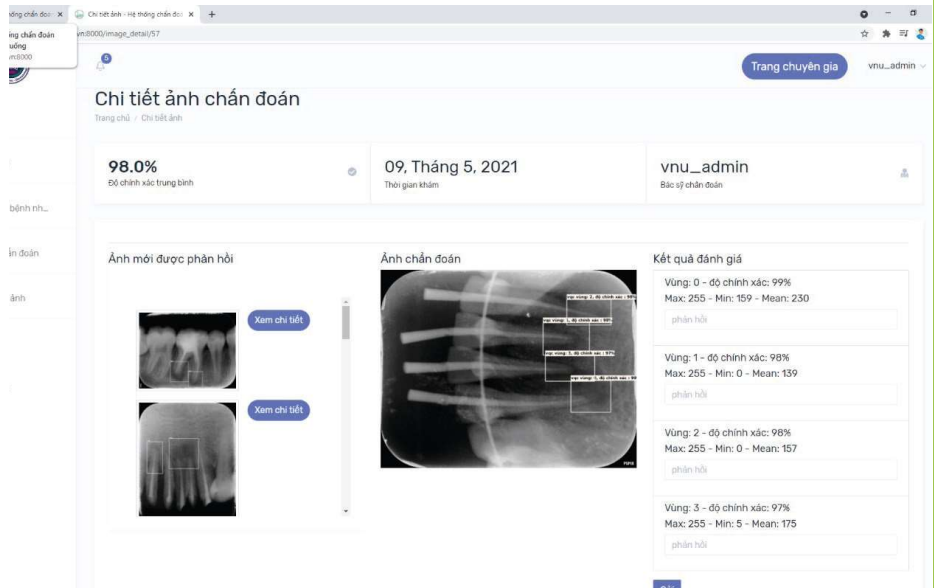 Chi tiết ảnh - Hệ thống chẩn đo
vn:8000/image_detail/57
5
Trang chuyên gia
vnu_admin
Chi tiết ảnh chẩn đoán
Trang chủ / Chi tiết ảnh
98.0%
Độ chính xác trung bình
09, Tháng 5, 2021
Thời gian khám
vnu_admin
Bác sỹ chẩn đoán
bệnh nh...
đoán
ảnh
Ảnh mới được phản hồi
Xem chi tiết
Xem chi tiết
Ảnh chẩn đoán
Kết quả đánh giá
Vùng: 0 - độ chính xác: 99%
Max: 255 - Min: 159 - Mean: 230
phản hồi
Vùng: 1 - độ chính xác: 98%
Max: 255 - Min: 0 - Mean: 139
phản hồi
Vùng: 2 - độ chính xác: 98%
Max: 255 - Min: 0 - Mean: 157
phản hồi
Vùng: 3 - độ chính xác: 97%
Max: 255 - Min: 5 - Mean: 175
phản hồi